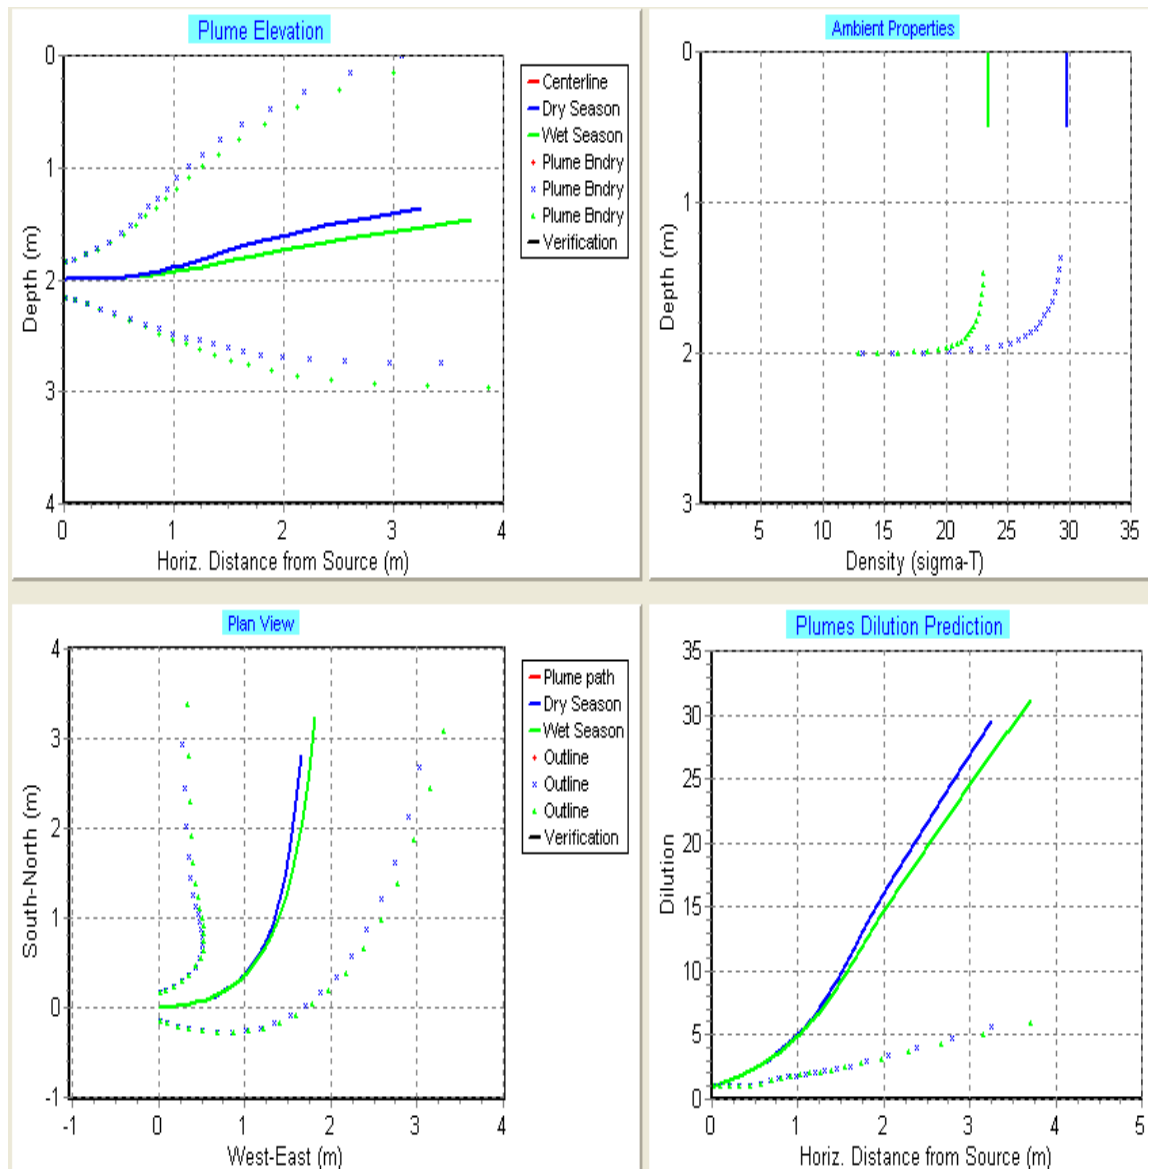 Plume Elevation
0
1
2
3
4
Depth (m)
0
1
2
3
4
Horiz. Distance from Source (m)
Centerline
Dry Season
Wet Season
Plume Bndry
Plume Bndry
Plume Bndry
Verification
Ambient Properties
0
1
2
3
Depth (m)
5
10
15
20
25
30
35
Density (sigma-T)
Plan View
4
3
2
1
0
-1
South-North (m)
-1
0
1
2
3
4
West-East (m)
Plume path
Dry Season
Wet Season
Outline
Outline
Outline
Verification
Plumes Dilution Prediction
35
30
25
20
15
10
5
0
Dilution
0
1
2
3
4
5
Horiz. Distance from Source (m)